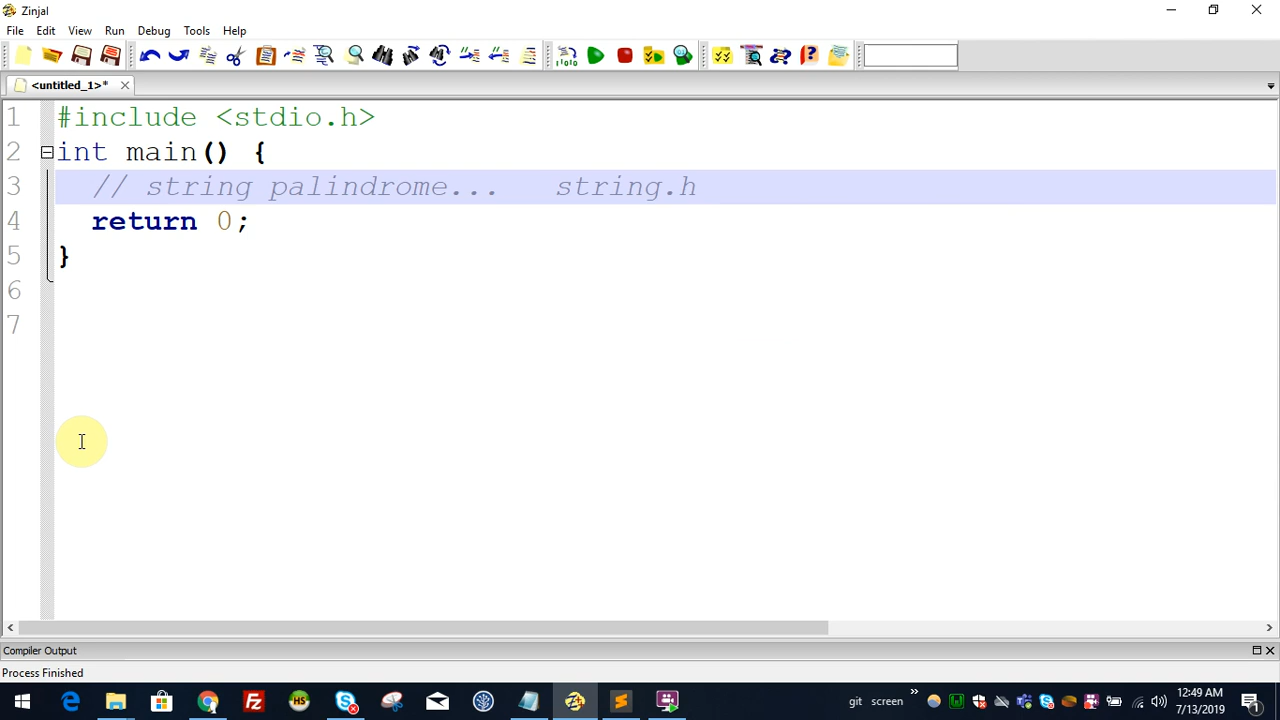 Zinjal
File Edit View Run Debug Tools Help
<untitled_1>*
1 #include <stdio.h>
2 int main() {
3 // string palindrome... string.h
4 return 0;
5 }
6
7
Compiler Output
Process Finished
git screen 12:49 AM
7/13/2019